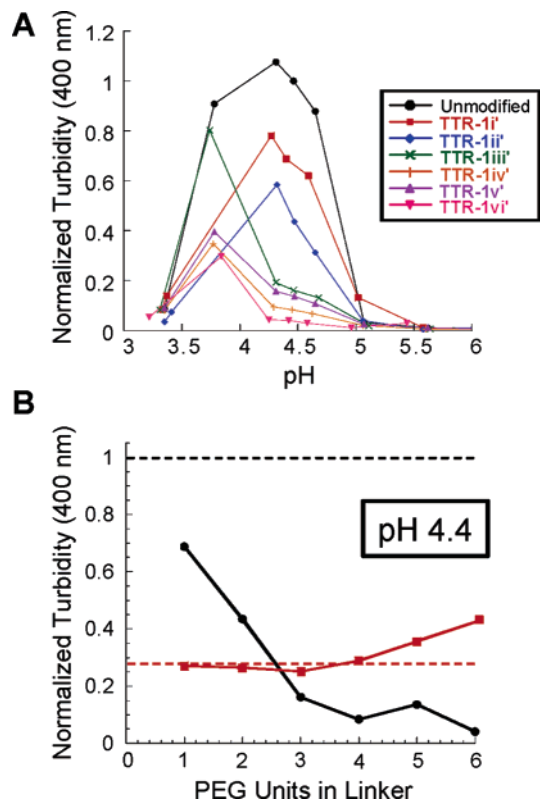 A
Normalized Turbidity (400 nm)
1.2
1
0.8
0.6
0.4
0.2
0
3 3.5 4 4.5 5 5.5 6
pH
Unmodified
TTR-1i'
TTR-1ii'
TTR-1iii'
TTR-1iv'
TTR-1v'
TTR-1vi'
B
Normalized Turbidity (400 nm)
1
0.8
0.6
0.4
0.2
0
0 1 2 3 4 5 6
pH 4.4
PEG Units in Linker